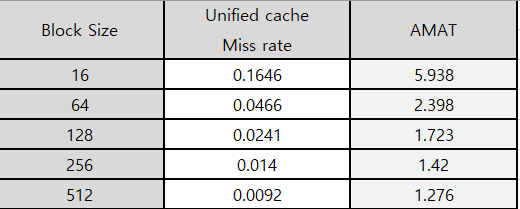 Block Size Unified cache Miss rate AMAT
16 0.1646 5.938
64 0.0466 2.398
128 0.0241 1.723
256 0.014 1.42
512 0.0092 1.276